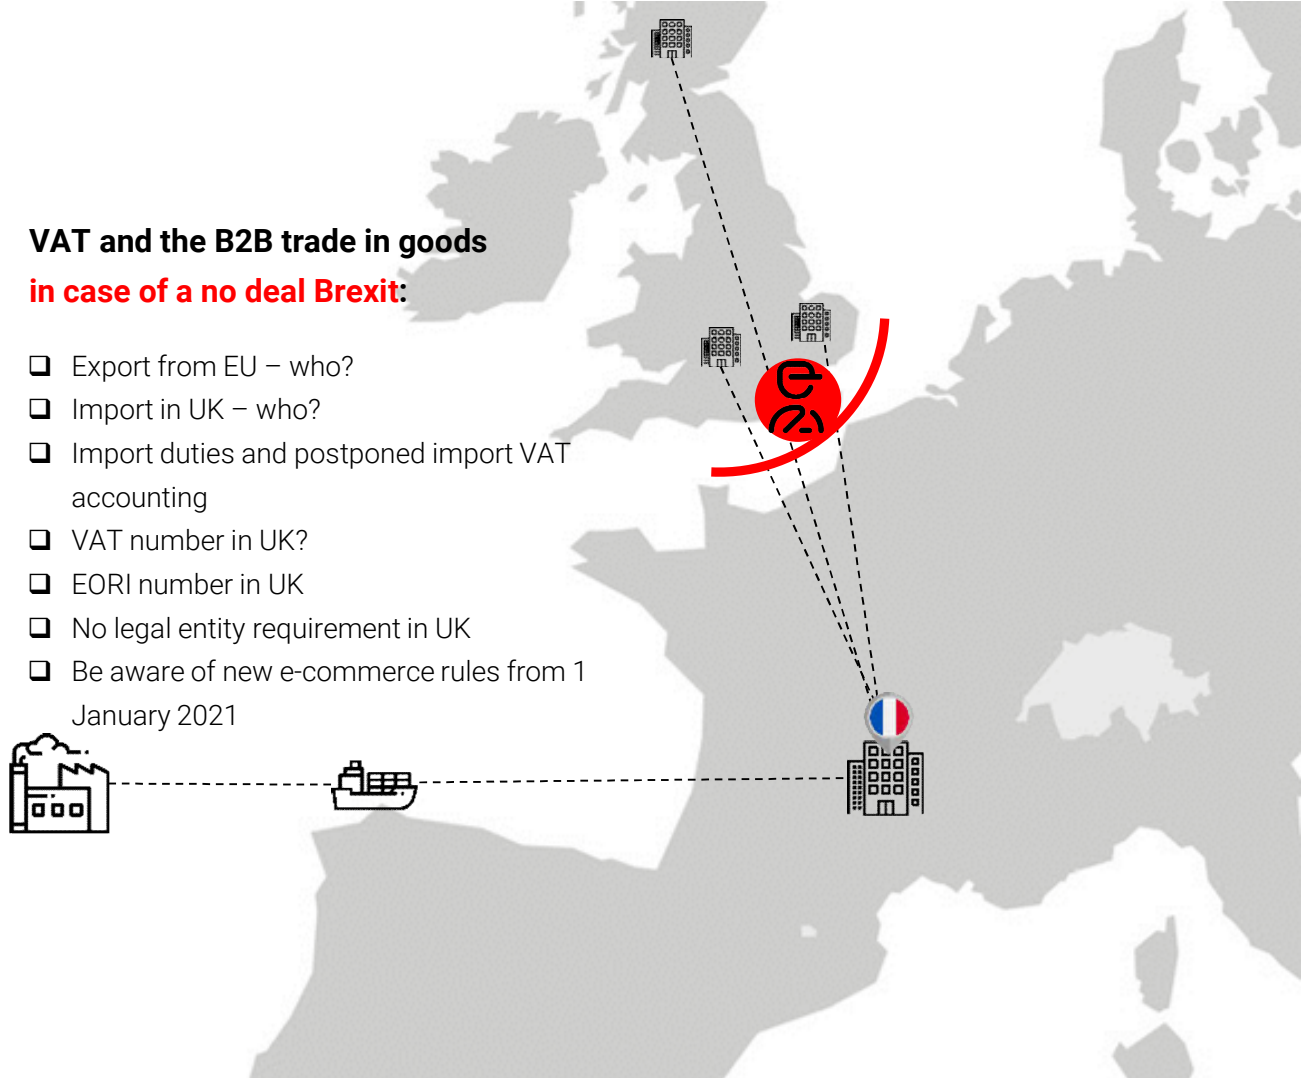 VAT and the B2B trade in goods
in case of a no deal Brexit:
❑ Export from EU – who?
❑ Import in UK – who?
❑ Import duties and postponed import VAT
accounting
❑ VAT number in UK?
❑ EORI number in UK
❑ No legal entity requirement in UK
❑ Be aware of new e-commerce rules from 1
January 2021